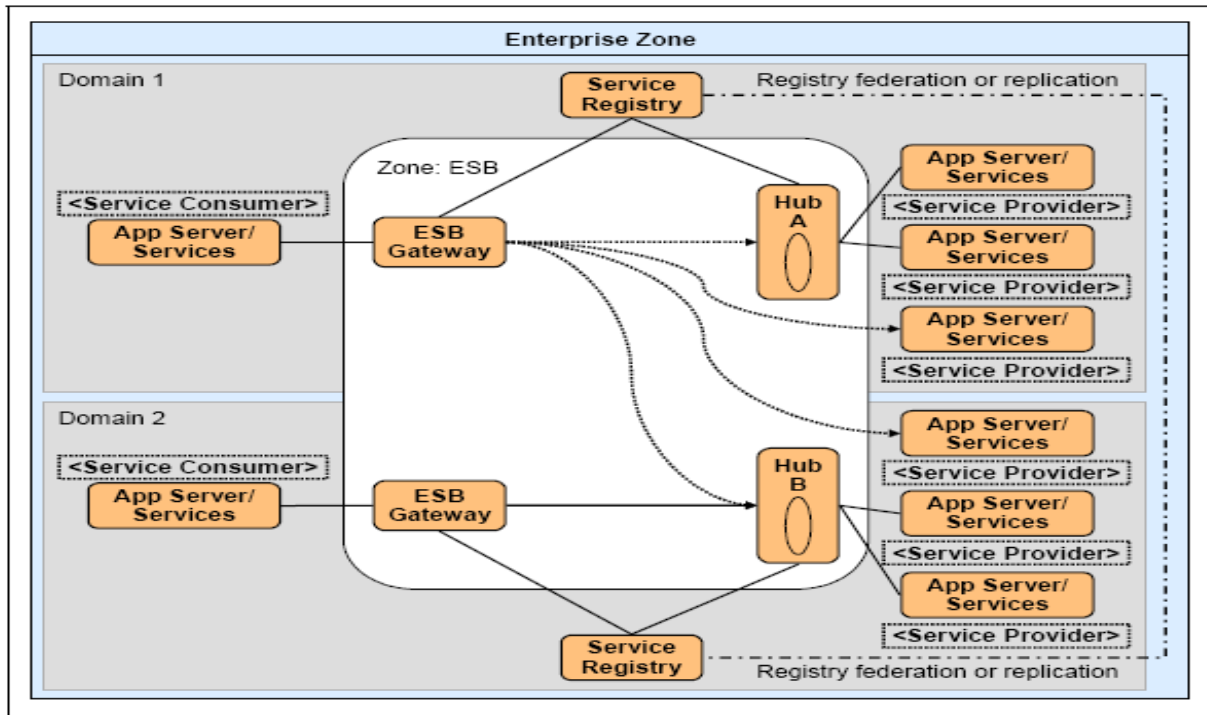 Enterprise Zone
Domain 1
Service
Registry
Registry federation or replication
Zone: ESB
<Service Consumer>
App Server/
Services
ESB
Gateway
Hub
A
App Server/
Services
<Service Provider>
App Server/
Services
<Service Provider>
App Server/
Services
<Service Provider>
Domain 2
<Service Consumer>
App Server/
Services
ESB
Gateway
Hub
B
App Server/
Services
<Service Provider>
App Server/
Services
<Service Provider>
App Server/
Services
<Service Provider>
Service
Registry
Registry federation or replication